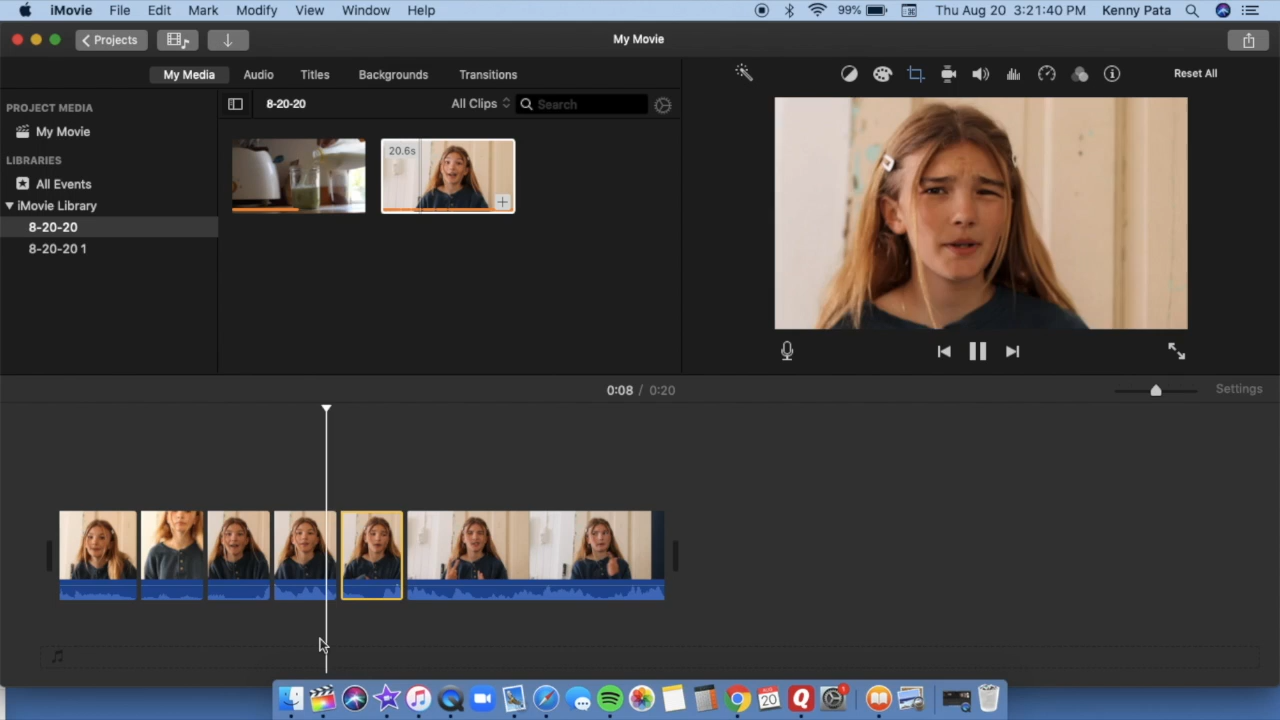 iMovie File Edit Mark Modify View Window Help 99% Thu Aug 20 3:21:40 PM Kenny Pata
Projects My Movie
My Media Audio Titles Backgrounds Transitions Reset All
PROJECT MEDIA
My Movie
LIBRARIES
All Events
iMovie Library
8-20-20
8-20-20 1
8-20-20 All Clips Search
20.6s
0:08 / 0:20 Settings
AUG
20
1